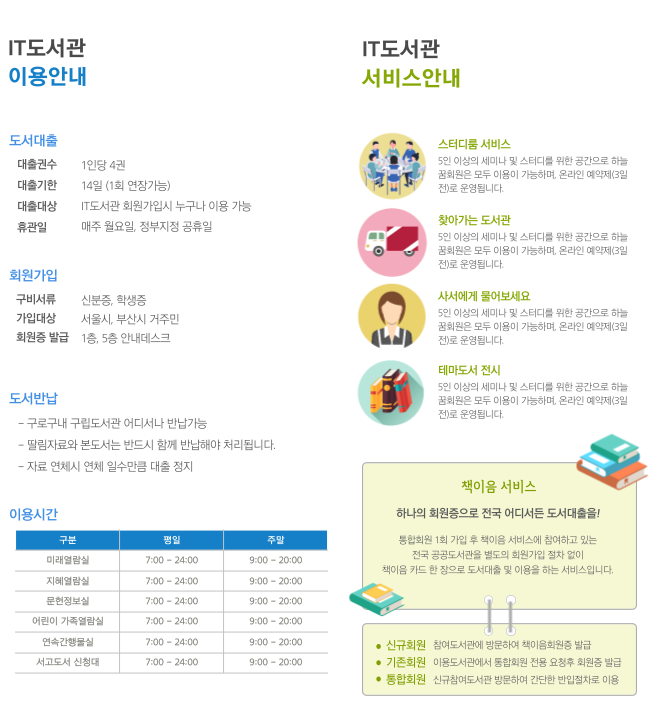 IT도서관
이용안내
도서대출
대출권수 1인당 4권
대출기한 14일 (1회 연장가능)
대출대상 IT도서관 회원가입시 누구나 이용 가능
휴관일 매주 월요일, 정부지정 공휴일
회원가입
구비서류 신분증, 학생증
가입대상 서울시, 부산시 거주민
회원증 발급 1층, 5층 안내데스크
도서반납
- 구로구내 구립도서관 어디서나 반납가능
- 딸림자료와 본도서는 반드시 함께 반납해야 처리됩니다.
- 자료 연체시 연체 일수만큼 대출 정지
이용시간
구분 평일 주말
미래열람실 7:00 - 24:00 9:00 - 20:00
지혜열람실 7:00 - 24:00 9:00 - 20:00
문헌정보실 7:00 - 24:00 9:00 - 20:00
어린이 가족열람실 7:00 - 24:00 9:00 - 20:00
연속간행물실 7:00 - 24:00 9:00 - 20:00
서고도서 신청대 7:00 - 24:00 9:00 - 20:00
IT도서관
서비스안내
스터디룸 서비스
5인 이상의 세미나 및 스터디를 위한 공간으로 하늘
꿈회원은 모두 이용이 가능하며, 온라인 예약제(3일
전)로 운영됩니다.
찾아가는 도서관
5인 이상의 세미나 및 스터디를 위한 공간으로 하늘
꿈회원은 모두 이용이 가능하며, 온라인 예약제(3일
전)로 운영됩니다.
사서에게 물어보세요
5인 이상의 세미나 및 스터디를 위한 공간으로 하늘
꿈회원은 모두 이용이 가능하며, 온라인 예약제(3일
전)로 운영됩니다.
테마도서 전시
5인 이상의 세미나 및 스터디를 위한 공간으로 하늘
꿈회원은 모두 이용이 가능하며, 온라인 예약제(3일
전)로 운영됩니다.
책이음 서비스
하나의 회원증으로 전국 어디서든 도서대출을!
통합회원 1회 가입 후 책이음 서비스에 참여하고 있는
전국 공공도서관을 별도의 회원가입 절차 없이
책이음 카드 한 장으로 도서대출 및 이용을 하는 서비스입니다.
• 신규회원 참여도서관에 방문하여 책이음회원증 발급
• 기존회원 이용도서관에서 통합회원 전용 요청후 회원증 발급
• 통합회원 신규참여도서관 방문하여 간단한 반입절차로 이용